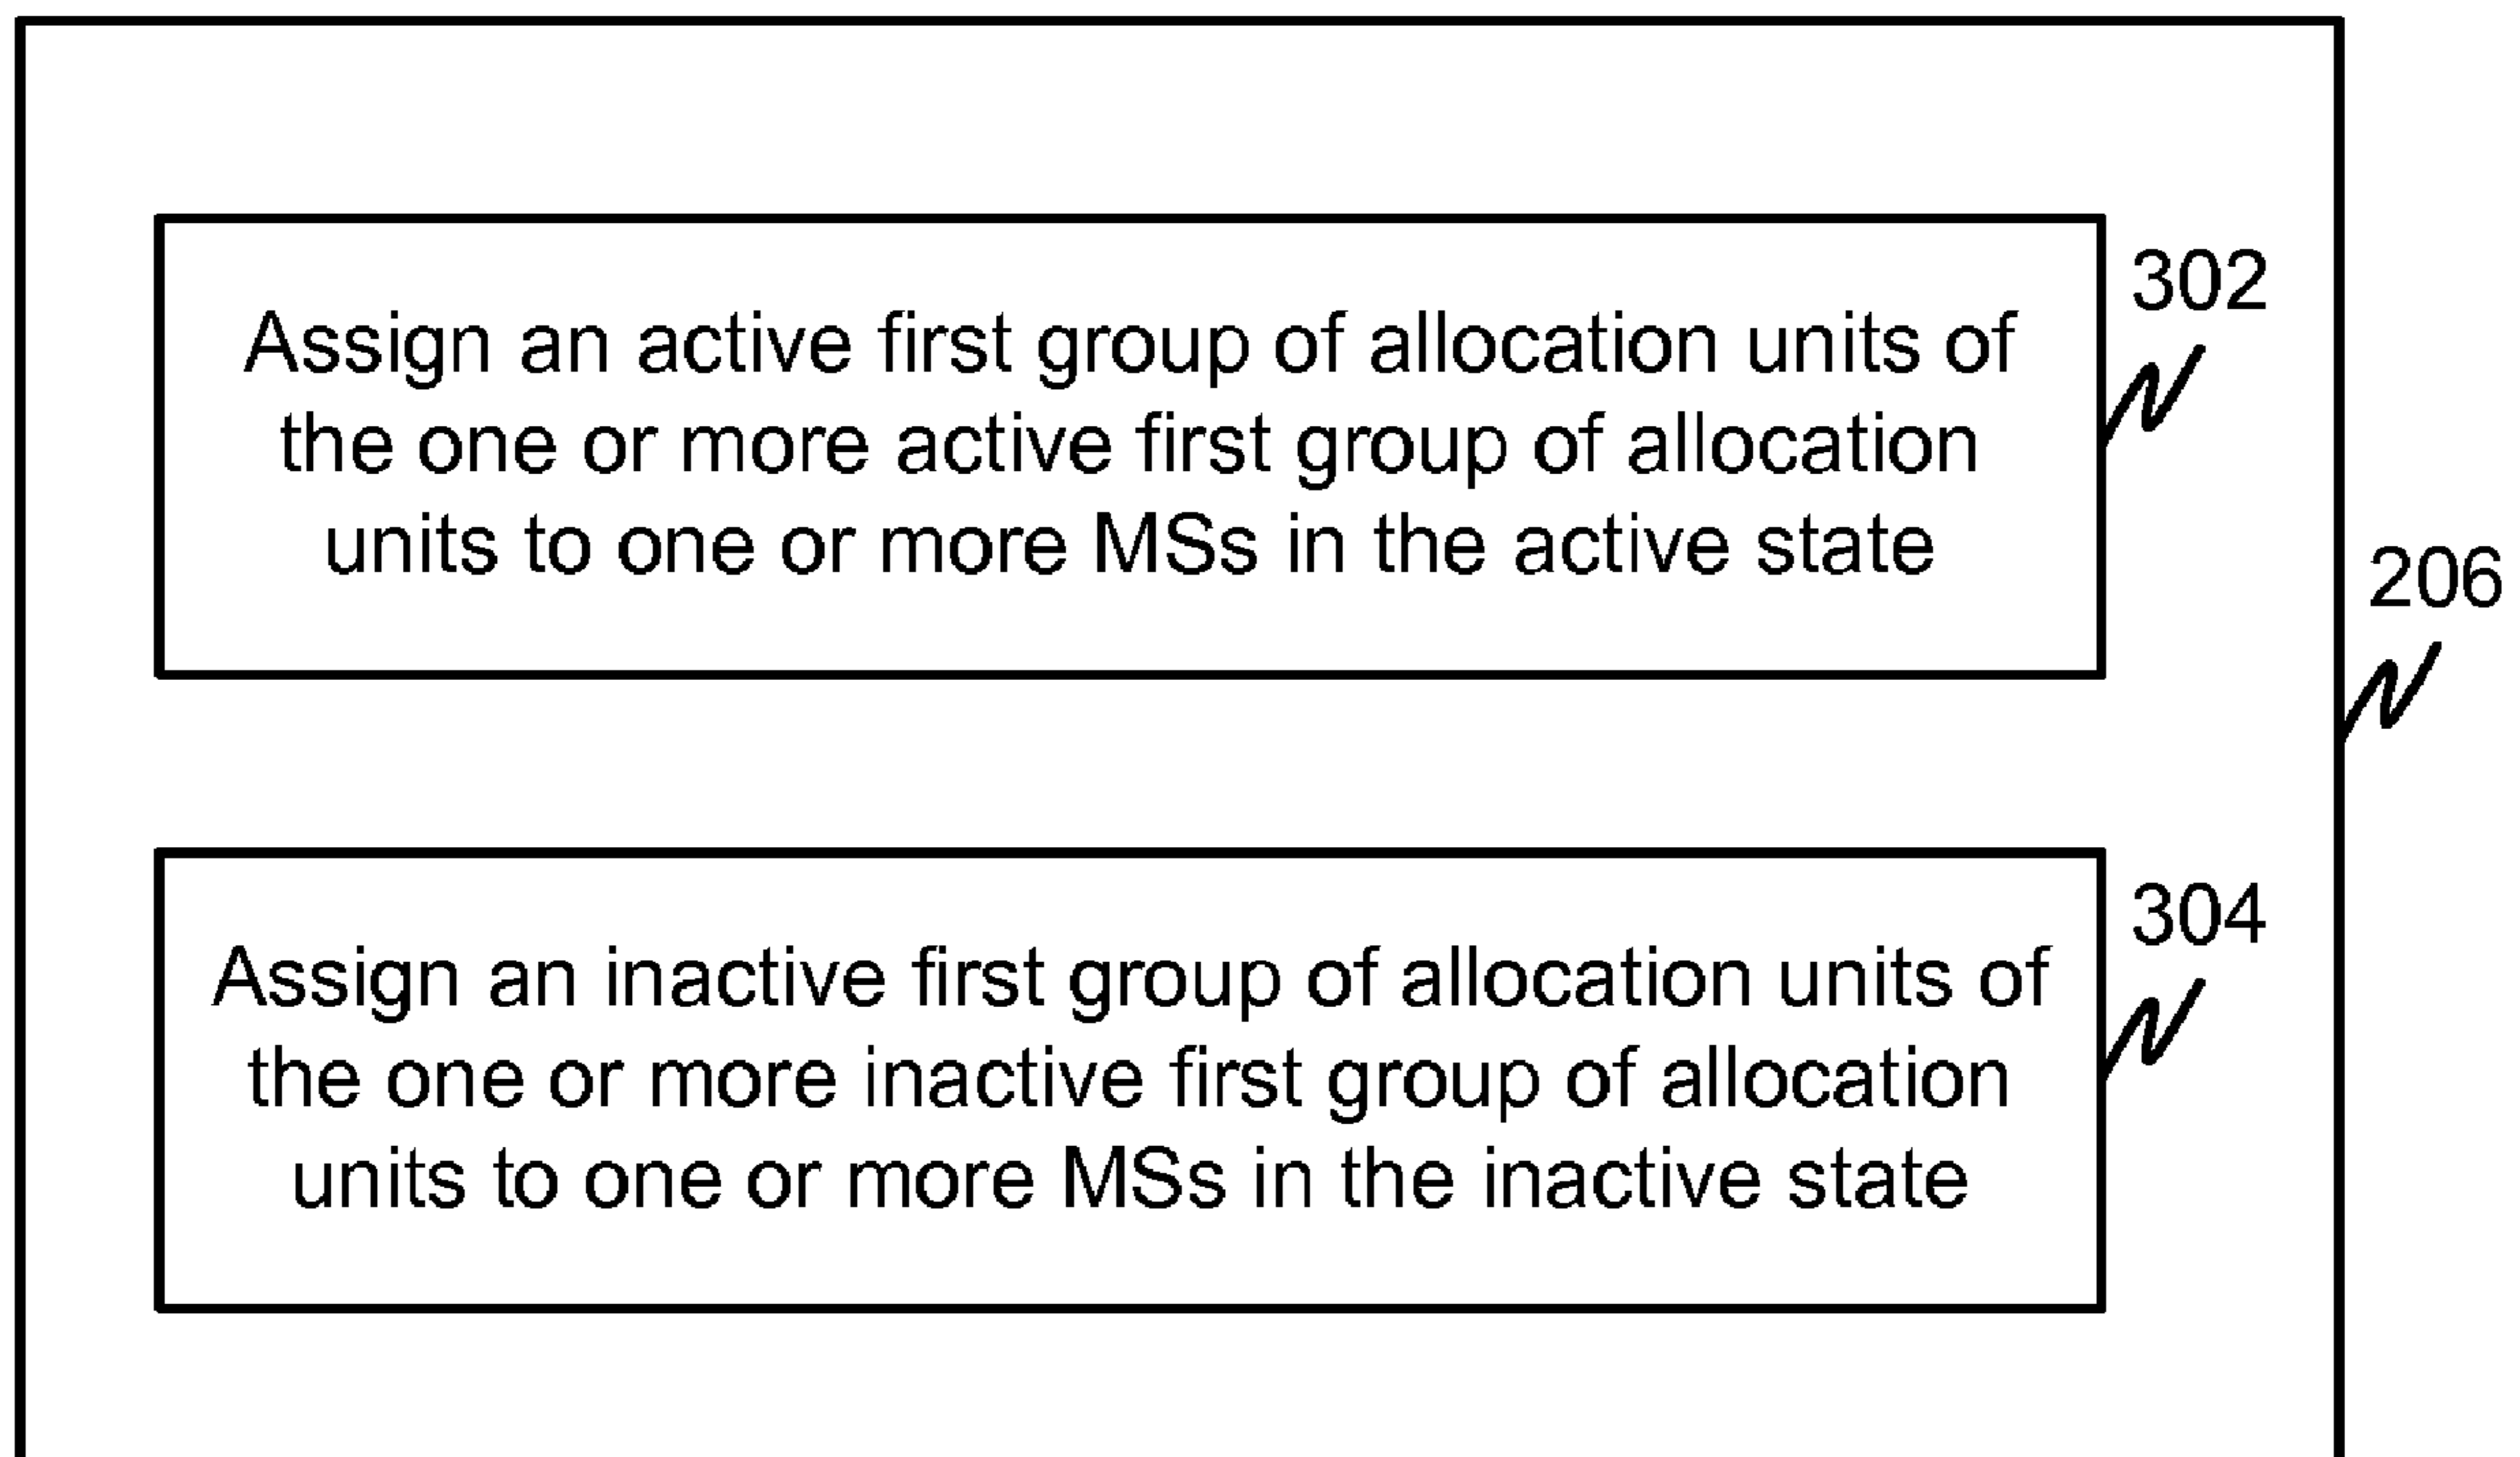 302
Assign an active first group of allocation units of
the one or more active first group of allocation
units to one or more MSs in the active state
206
304
Assign an inactive first group of allocation units of
the one or more inactive first group of allocation
units to one or more MSs in the inactive state